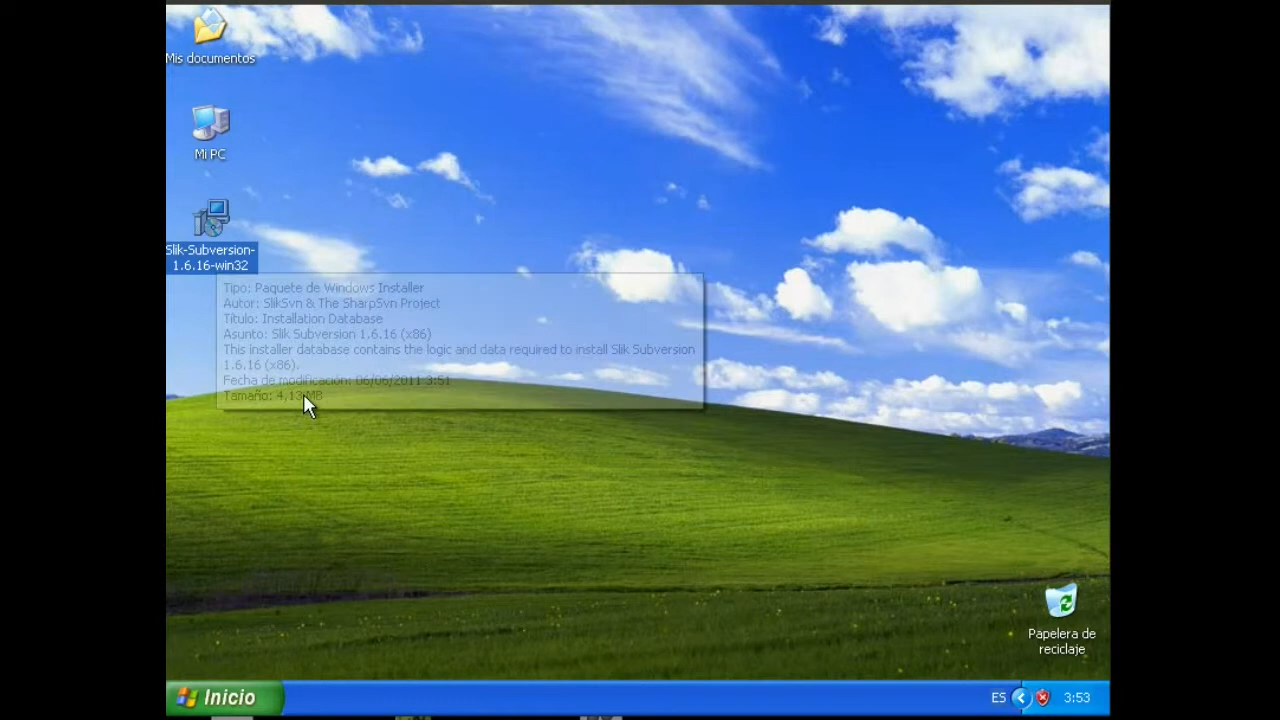 Mis documentos
Mi PC
Slik-Subversion-
1.6.16-win32
Tipo: Paquete de Windows Installer
Autor: SlikSvn & The SharpSvn Project
Título: Installation Database
Asunto: Slik Subversion 1.6.16 (x86)
This installer database contains the logic and data required to install Slik Subversion
1.6.16 (x86).
Fecha de modificación: 06/06/2011 3:51
Tamaño: 4,13 MB
Papelera de
reciclaje
Inicio
ES
3:53